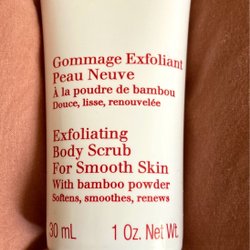 Gommage Exfoliant
Peau Neuve
À la poudre de bambou
Douce, lisse, renouvelée
Exfoliating
Body Scrub
For Smooth Skin
With bamboo powder
Softens, smoothes, renews
30 mL 1 Oz. Net Wt.